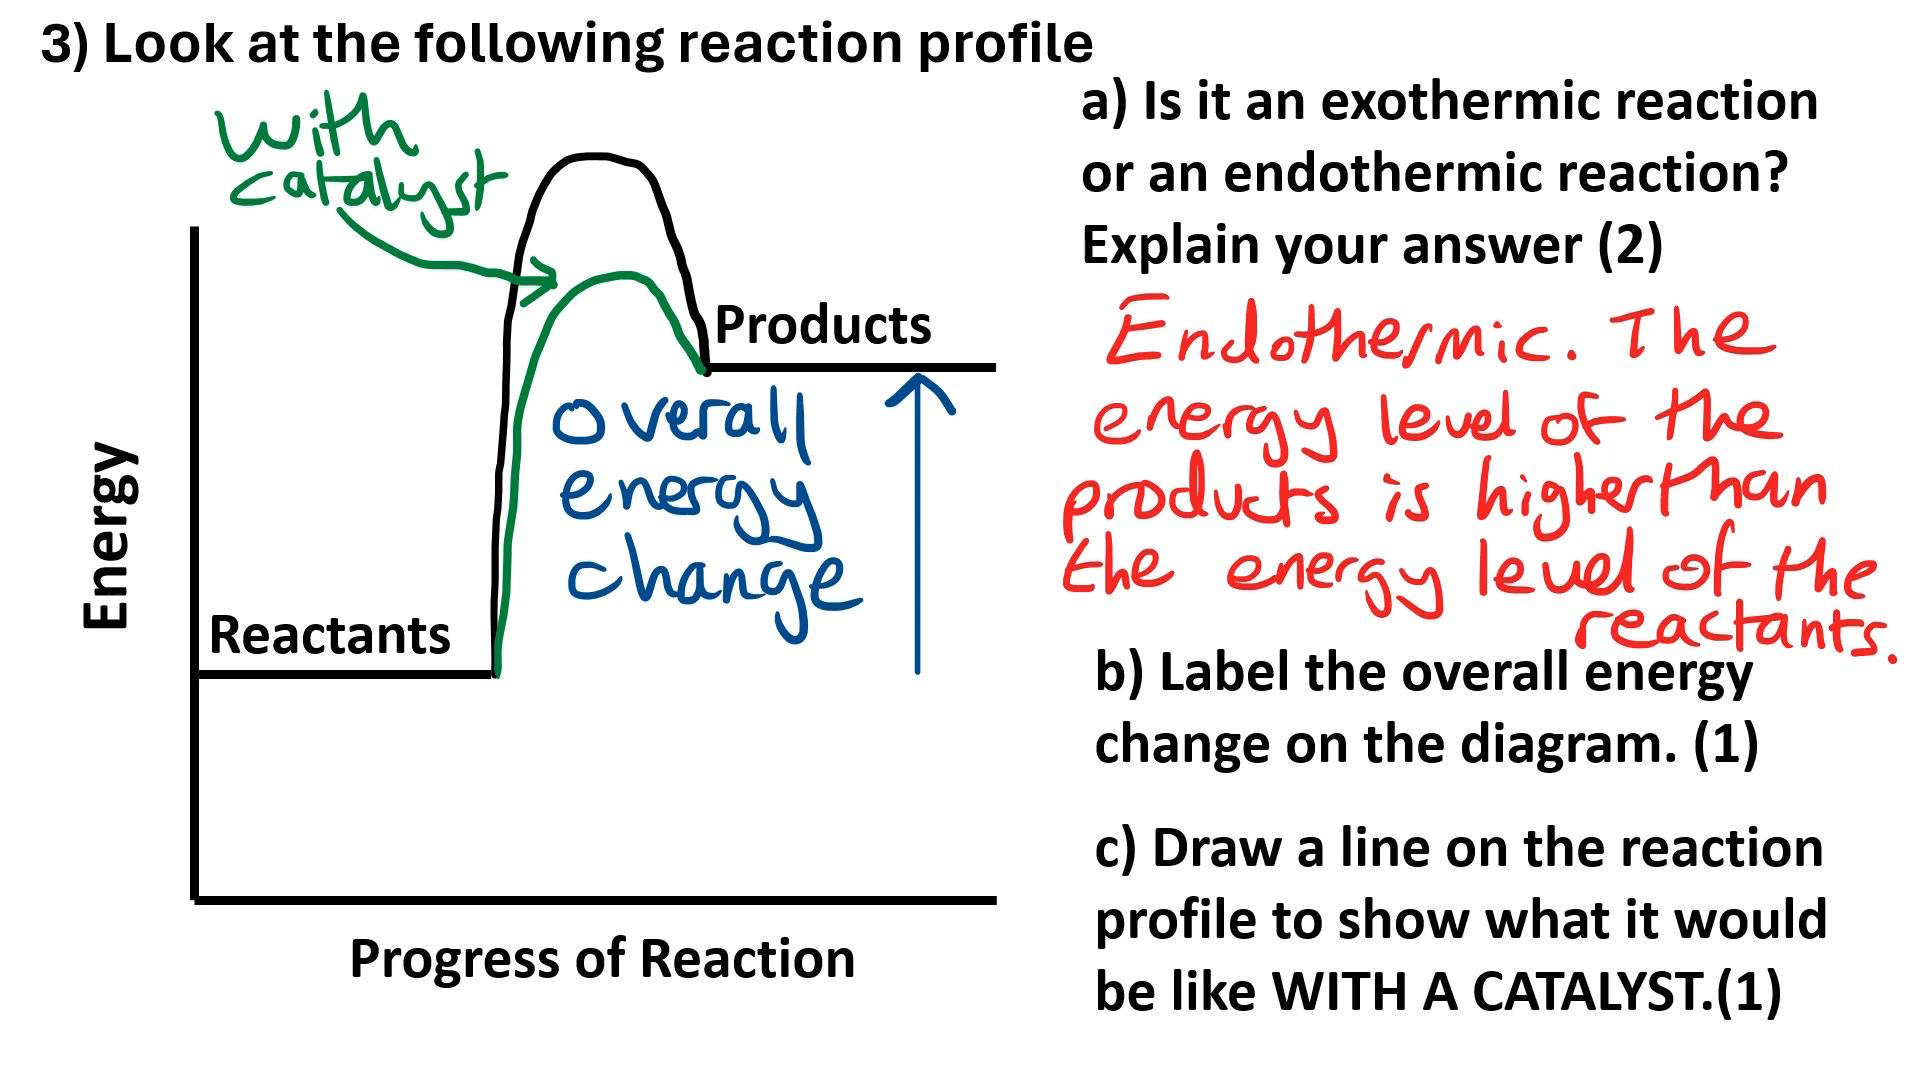 3) Look at the following reaction profile
with
catalyst
Products
overall
energy
change
Energy
Reactants
Progress of Reaction
a) Is it an exothermic reaction
or an endothermic reaction?
Explain your answer (2)
Endothermic. The
energy level of the
products is higher than
the energy level of the
reactants.
b) Label the overall energy
change on the diagram. (1)
c) Draw a line on the reaction
profile to show what it would
be like WITH A CATALYST.(1)